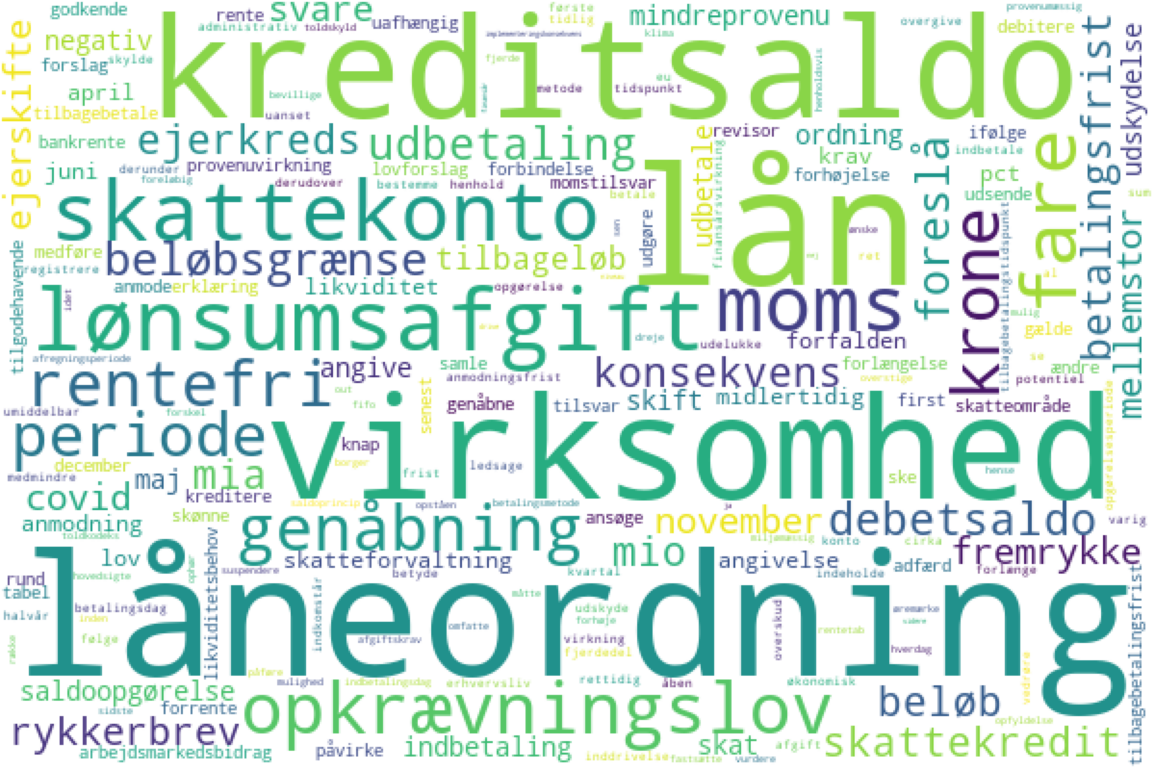 godkende
rente
svare
uafhængig
mindreprovenu
første
tidlig
overgive
provenumæssig
debitere
administrativ
toldskyld
implementeringskonsekvens
klima
negativ
skylde
forslag
kreditsaldo
fjerde
henholdsvis
betalingsfrist
udskydelse
ejerskifte
april
bevillige
metode
tidspunkt
eu
tilbagebetale
uanset
bankrente
ejerkreds
udbetaling
udbetale
revisor
ordning
ifølge
indbetale
juni
derunder
provenuvirkning
lovforslag
forbindelse
krav
forhøjelse
foreslå
pct
fare
foreløbig
derudover
bestemme
henhold
momstilsvar
betale
finansårsvirkning
udsende
sum
skattekonto
lån
udgøre
ønske
krone
tilbagebetalingstidspunkt
mellemstor
medføre
beløbsgrænse
tilbageløb
ret
al
registrere
tilgodehavende
anmode
erklæring
likviditet
opgørelse
mulig
idet
lønsumsafgift
moms
gælde
dreje
udelukke
forfalden
afregningsperiode
rentefri
angive
samle
konsekvens
forlængelse
se
ændre
anmodningsfrist
overstige
potentiel
out
senest
umiddelbar
forskel
fifo
genåbne
tilsvar
skift
midlertidig
first
skatteområde
periode
virksomhed
knap
opgørelsesperiode
december
medmindre
maj
mia
borger
frist
ledsage
ske
hense
covid
kreditere
saldoprincip
opståen
betalingsmetode
anmodning
skønne
genåbning
ansøge
november
debetsaldo
varig
toldkodeks
lov
hovedsigte
ophør
likviditetsbehov
skatteforvaltning
mio
miljømæssig
konto
cirka
angivelse
adfærd
fremrykke
rund
tabel
suspendere
betyde
kvartal
indeholde
forlænge
halvår
låneordning
betalingsdag
inden
indkomstår
måtte
udskyde
forhøje
øremærke
sidere
række
følge
afgiftskrav
omfatte
virkning
overskud
rentetab
hverdag
fjerdedel
tilbagebetalingsfrist
påføre
mulighed
indbetalingsdag
erhvervsliv
rettidig
åben
økonomisk
vedrøre
saldoopgørelse
sidste
forrente
opkrævningslov
beløb
opfyldelse
rykkerbrev
arbejdsmarkedsbidrag
påvirke
indbetaling
inddrivelse
skat
fastsætte
afgift
vurdere
skattekredit